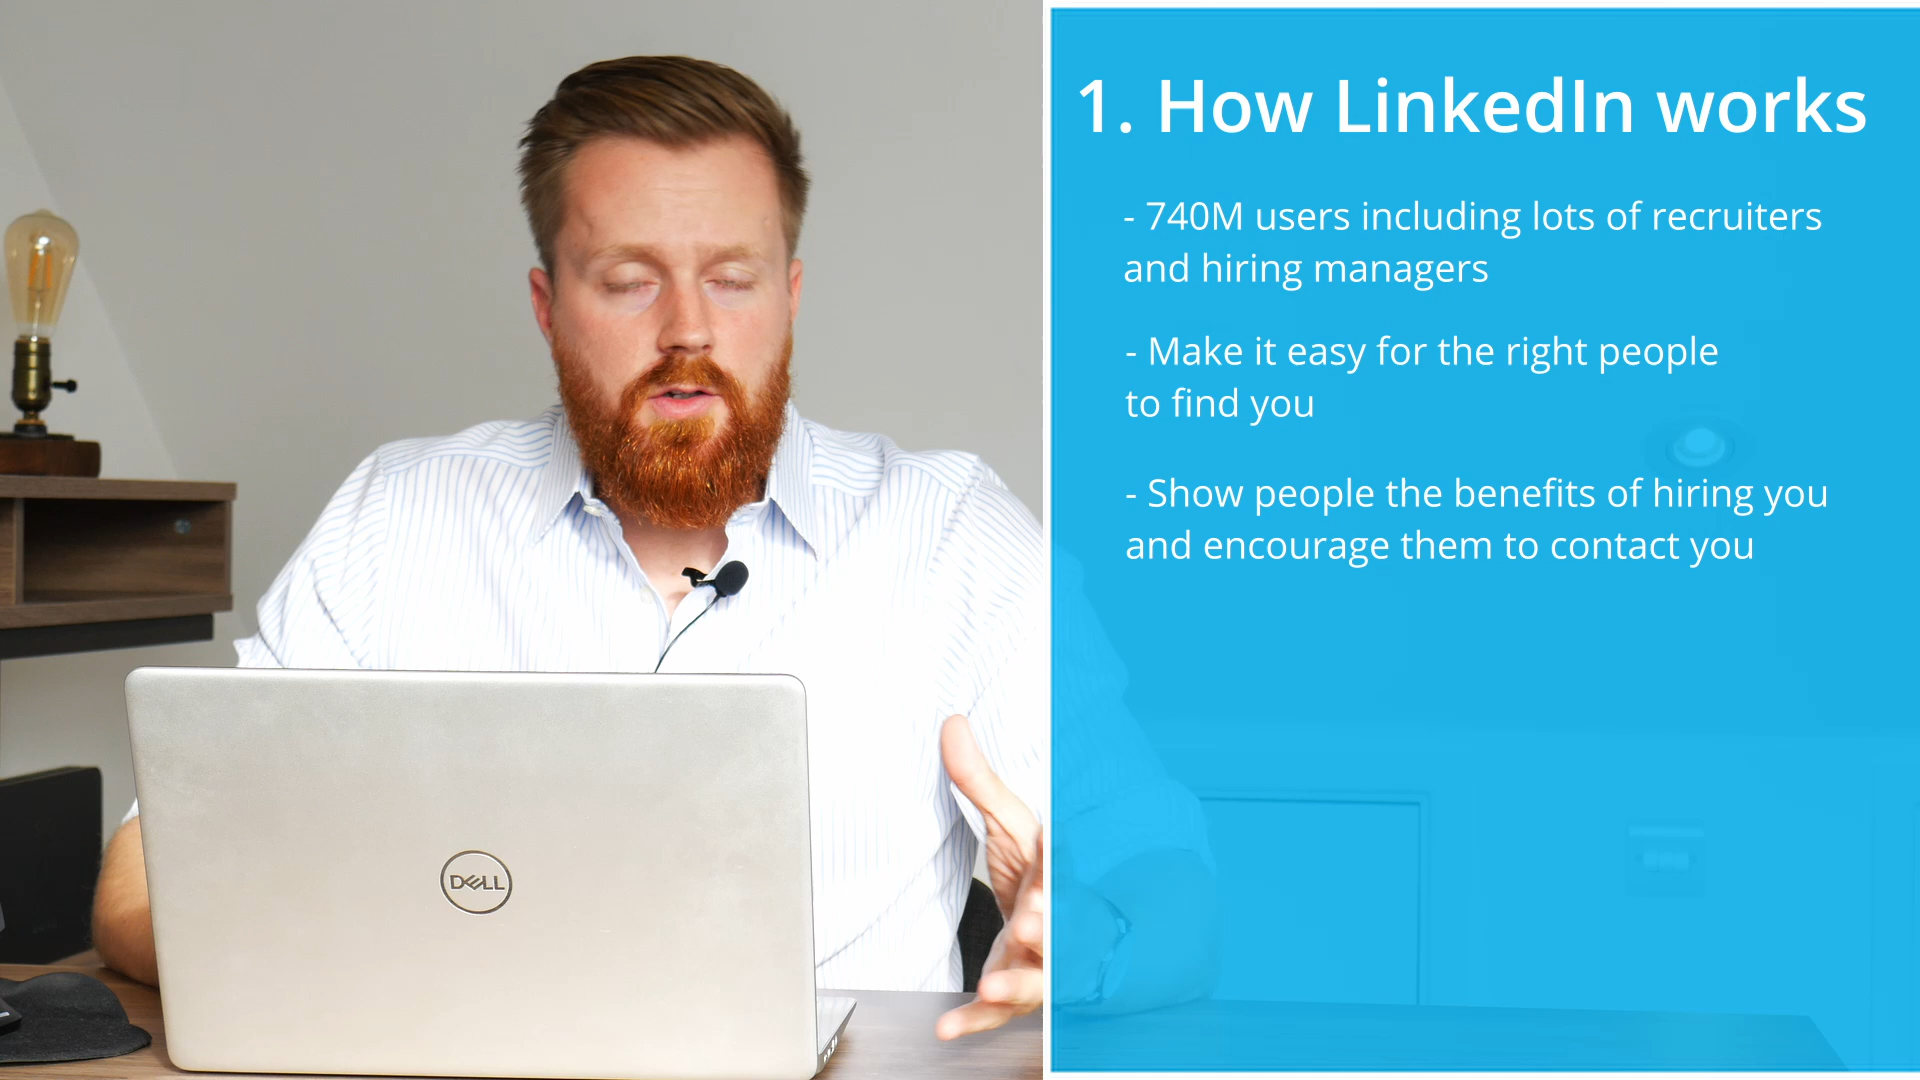 1. How LinkedIn works
- 740M users including lots of recruiters
and hiring managers
- Make it easy for the right people
to find you
- Show people the benefits of hiring you
and encourage them to contact you
DELL